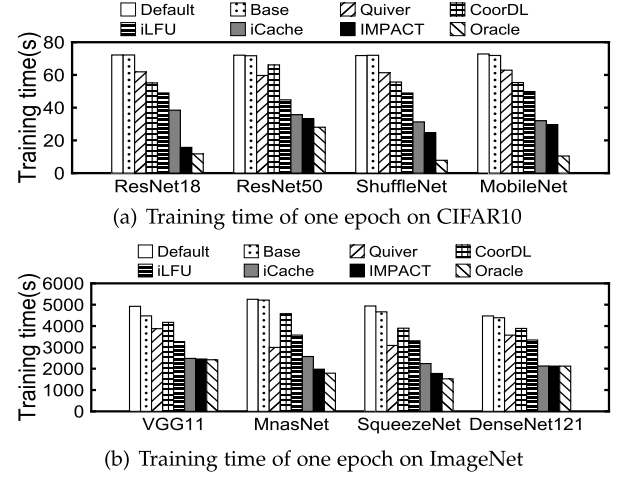 Default Base Quiver CoorDL
iLFU iCache IMPACT Oracle
Training time(s)
80
60
40
20
0
ResNet18 ResNet50 ShuffleNet MobileNet
(a) Training time of one epoch on CIFAR10
Default Base Quiver CoorDL
iLFU iCache IMPACT Oracle
Training time(s)
6000
5000
4000
3000
2000
1000
0
VGG11 MnasNet SqueezeNet DenseNet121
(b) Training time of one epoch on ImageNet